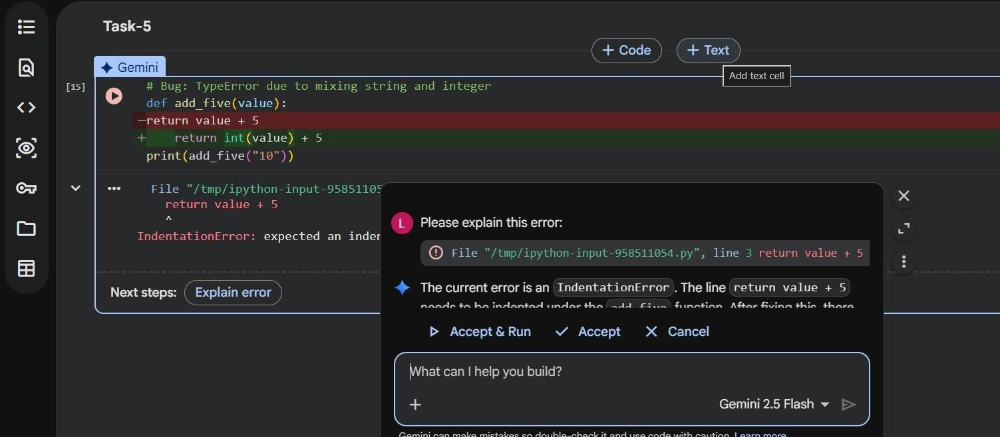 Task-5
+ Code
+ Text
Add text cell
Gemini
[15]
# Bug: TypeError due to mixing string and integer
def add_five(value):
—return value + 5
+    return int(value) + 5
print(add_five("10"))
File "/tmp/ipython-input-95851105
return value + 5
^
IndentationError: expected an inden
Next steps: Explain error
L
Please explain this error:
File "/tmp/ipython-input-958511054.py", line 3 return value + 5
The current error is an IndentationError. The line return value + 5
needs to be indented under the add_five function. After fixing this, there
Accept & Run
Accept
Cancel
What can I help you build?
+
Gemini 2.5 Flash
Gemini can make mistakes so double-check it and use code with caution. Learn more